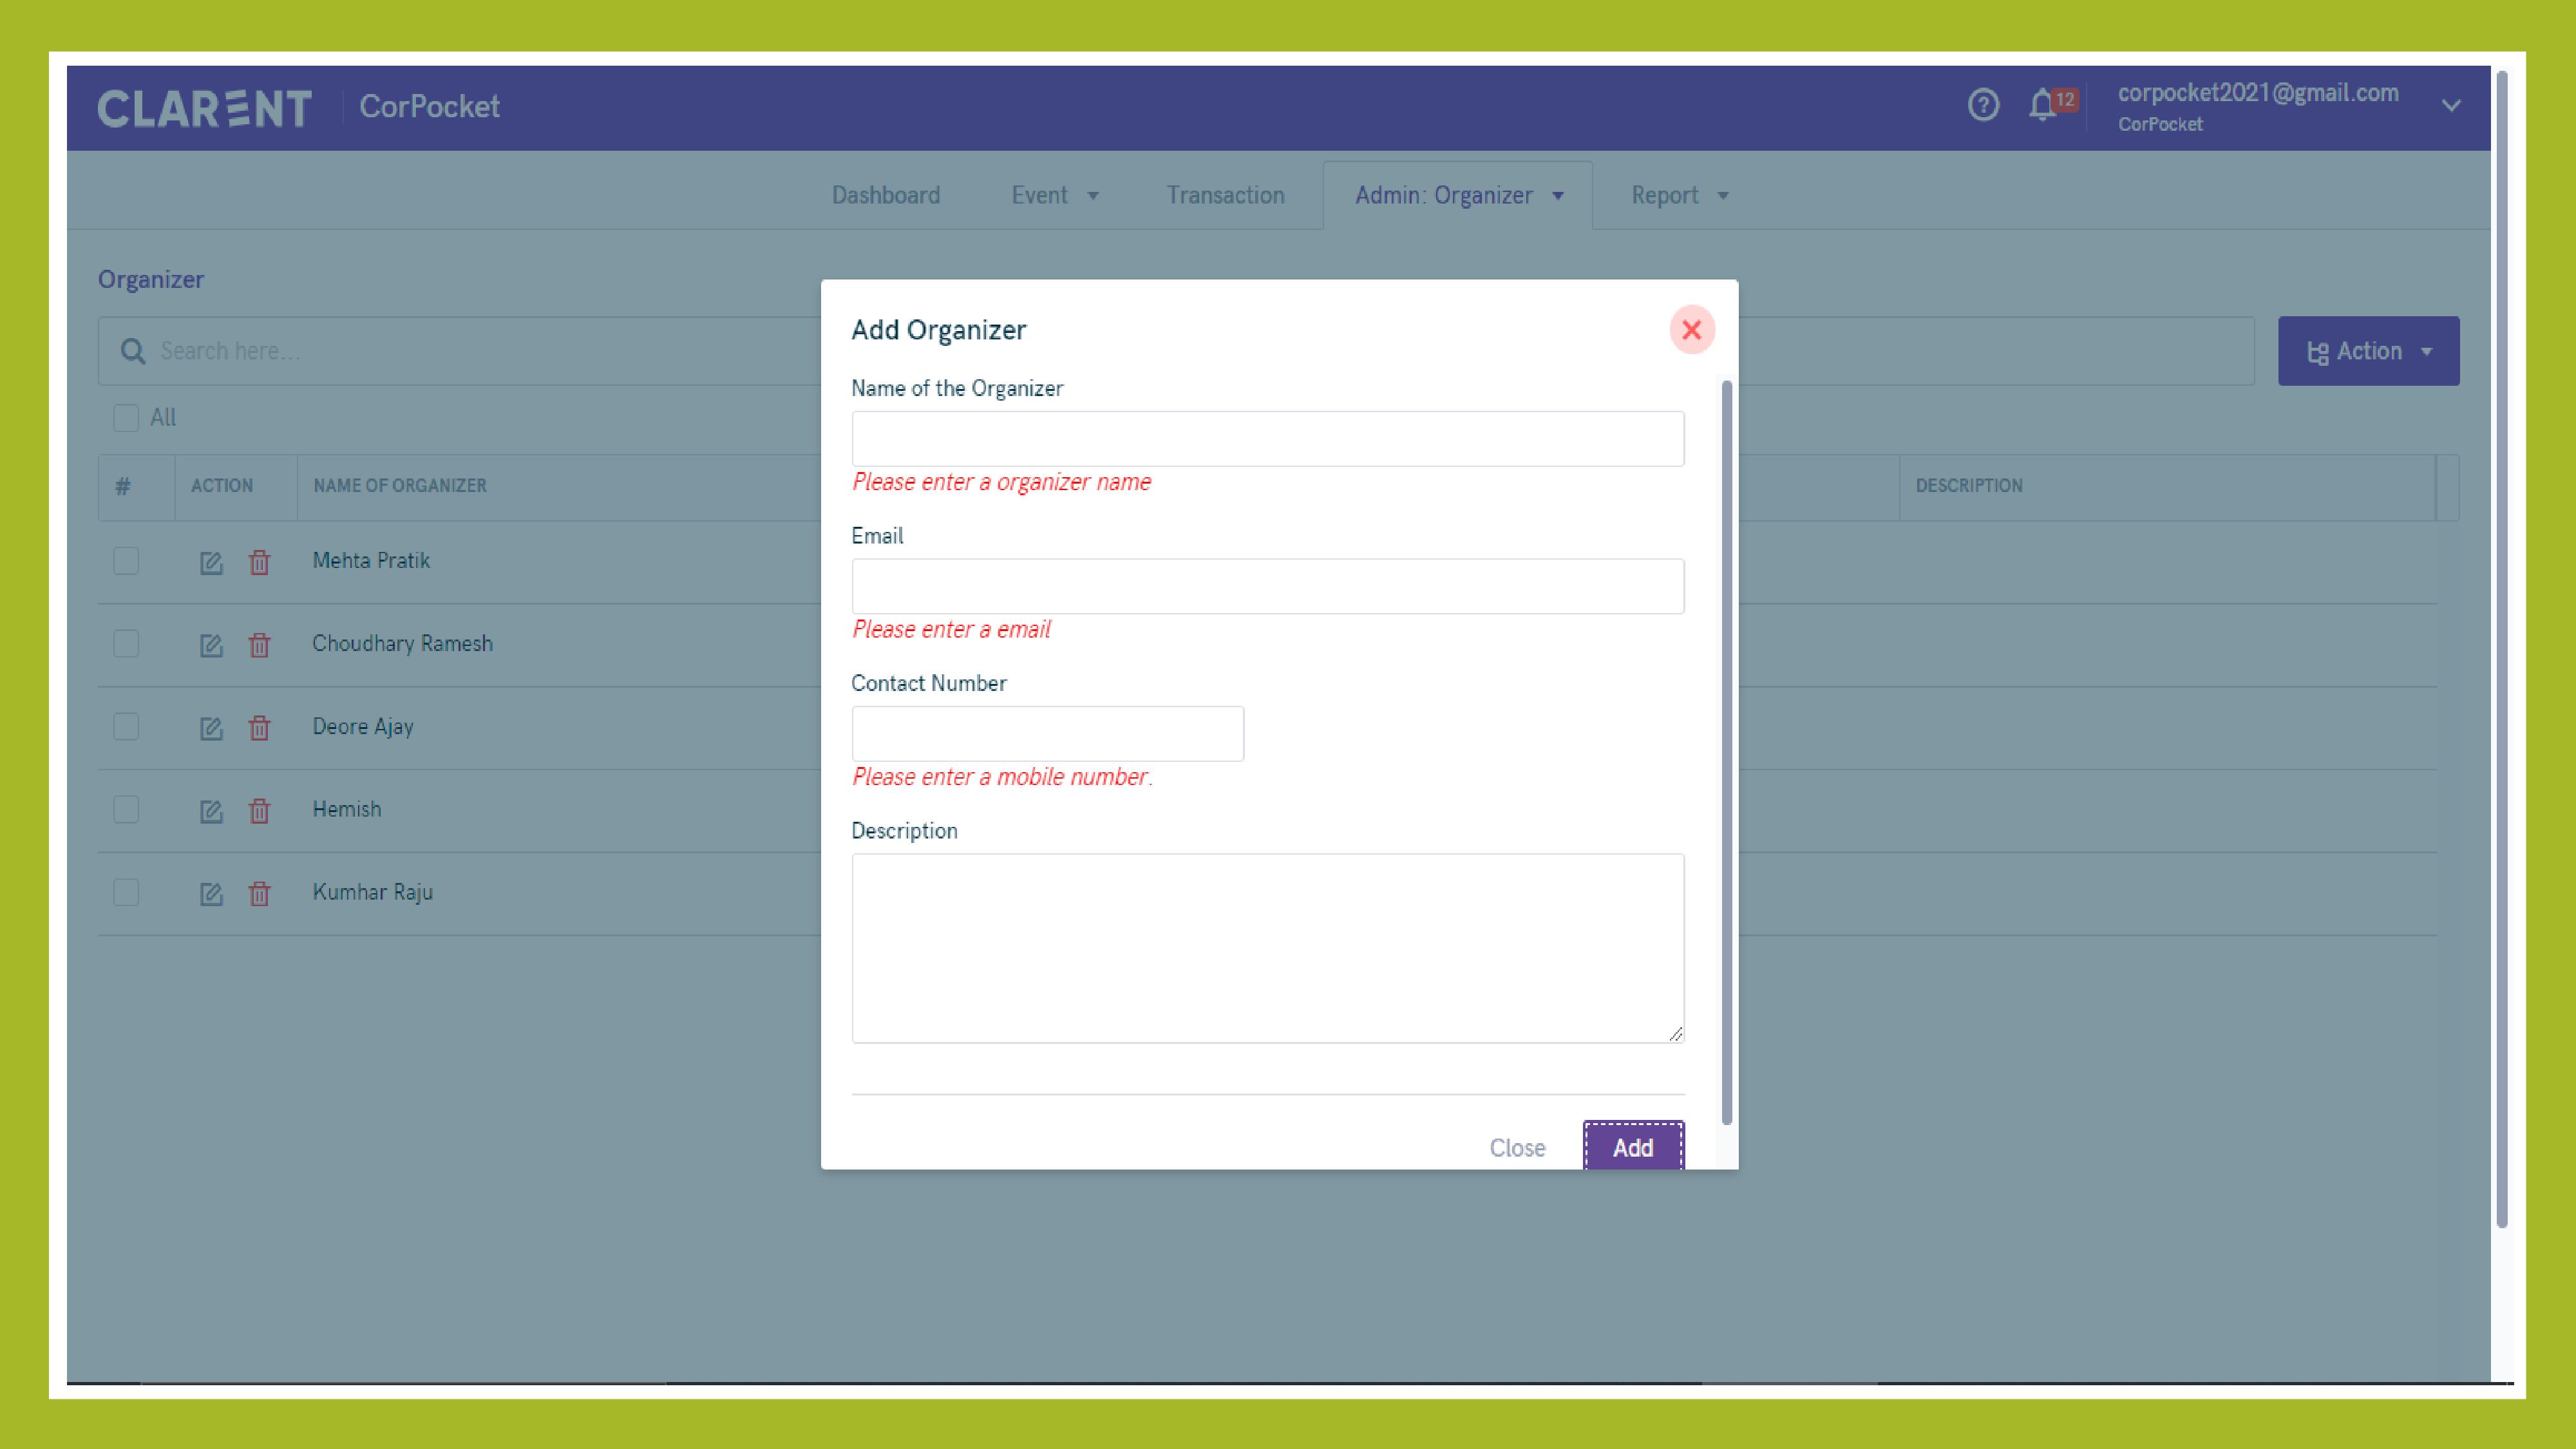 CLARENT CorPocket
12
corpocket2021@gmail.com
CorPocket
Dashboard Event Transaction Admin: Organizer Report
Organizer
Search here...
Action
All
# ACTION NAME OF ORGANIZER DESCRIPTION
Mehta Pratik
Choudhary Ramesh
Deore Ajay
Hemish
Kumhar Raju
Add Organizer
Name of the Organizer
Please enter a organizer name
Email
Please enter a email
Contact Number
Please enter a mobile number.
Description
Close Add